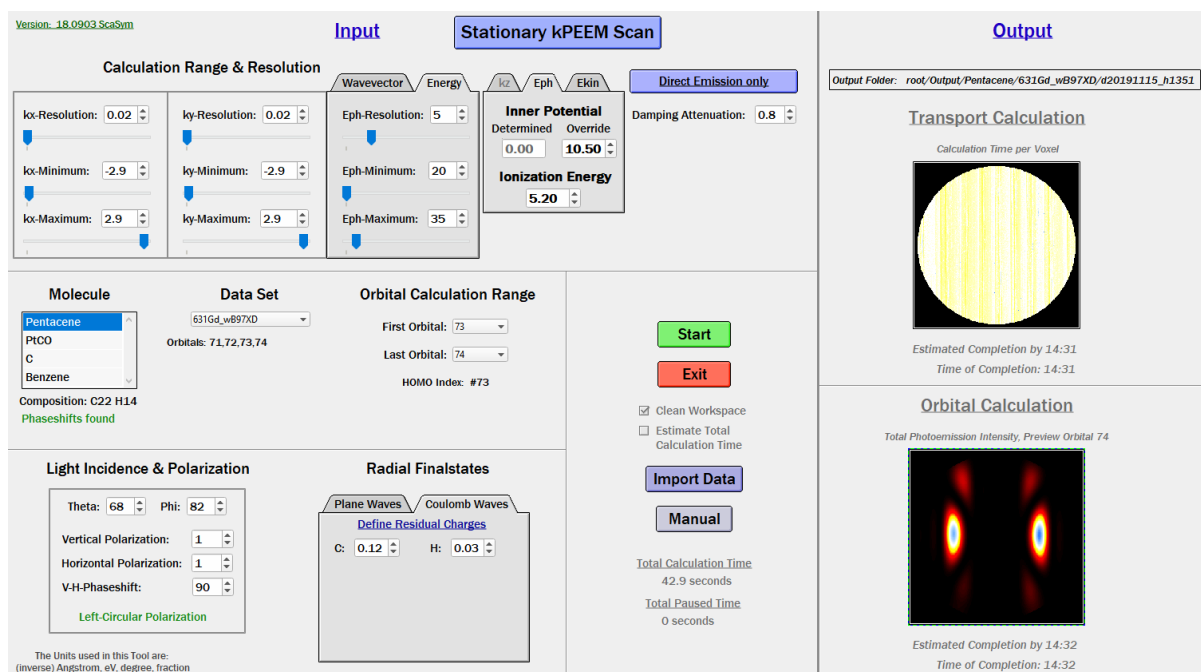 Version: 18.0903 ScaSym
Input
Stationary kPEEM Scan
Calculation Range & Resolution
kx-Resolution: 0.02
kx-Minimum: -2.9
kx-Maximum: 2.9
ky-Resolution: 0.02
ky-Minimum: -2.9
ky-Maximum: 2.9
Wavevector Energy
Eph-Resolution: 5
Eph-Minimum: 20
Eph-Maximum: 35
kz Eph Ekin
Inner Potential
Determined Override
0.00 10.50
Ionization Energy
5.20
Direct Emission only
Damping Attenuation: 0.8
Molecule
Pentacene
PtCO
C
Benzene
Composition: C22 H14
Phaseshifts found
Data Set
631Gd_wB97XD
Orbitals: 71,72,73,74
Orbital Calculation Range
First Orbital: 73
Last Orbital: 74
HOMO Index: #73
Light Incidence & Polarization
Theta: 68 Phi: 82
Vertical Polarization: 1
Horizontal Polarization: 1
V-H-Phaseshift: 90
Left-Circular Polarization
The Units used in this Tool are:
(inverse) Angstrom, eV, degree, fraction
Radial Finalstates
Plane Waves Coulomb Waves
Define Residual Charges
C: 0.12 H: 0.03
Start
Exit
Clean Workspace
Estimate Total
Calculation Time
Import Data
Manual
Total Calculation Time
42.9 seconds
Total Paused Time
0 seconds
Output
Output Folder: root/Output/Pentacene/631Gd_wB97XD/d20191115_h1351
Transport Calculation
Calculation Time per Voxel
Estimated Completion by 14:31
Time of Completion: 14:31
Orbital Calculation
Total Photoemission Intensity, Preview Orbital 74
Estimated Completion by 14:32
Time of Completion: 14:32